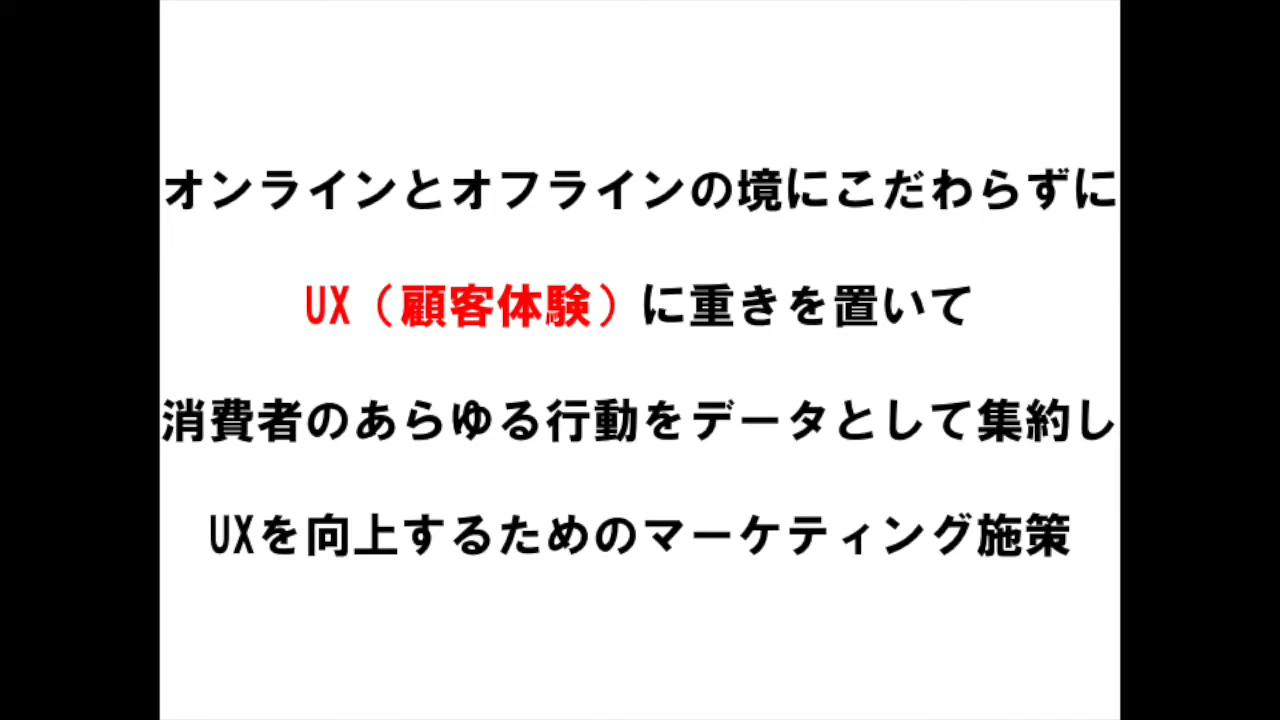 オンラインとオフラインの境にこだわらずに
UX（顧客体験）に重きを置いて
消費者のあらゆる行動をデータとして集約し
UXを向上するためのマーケティング施策